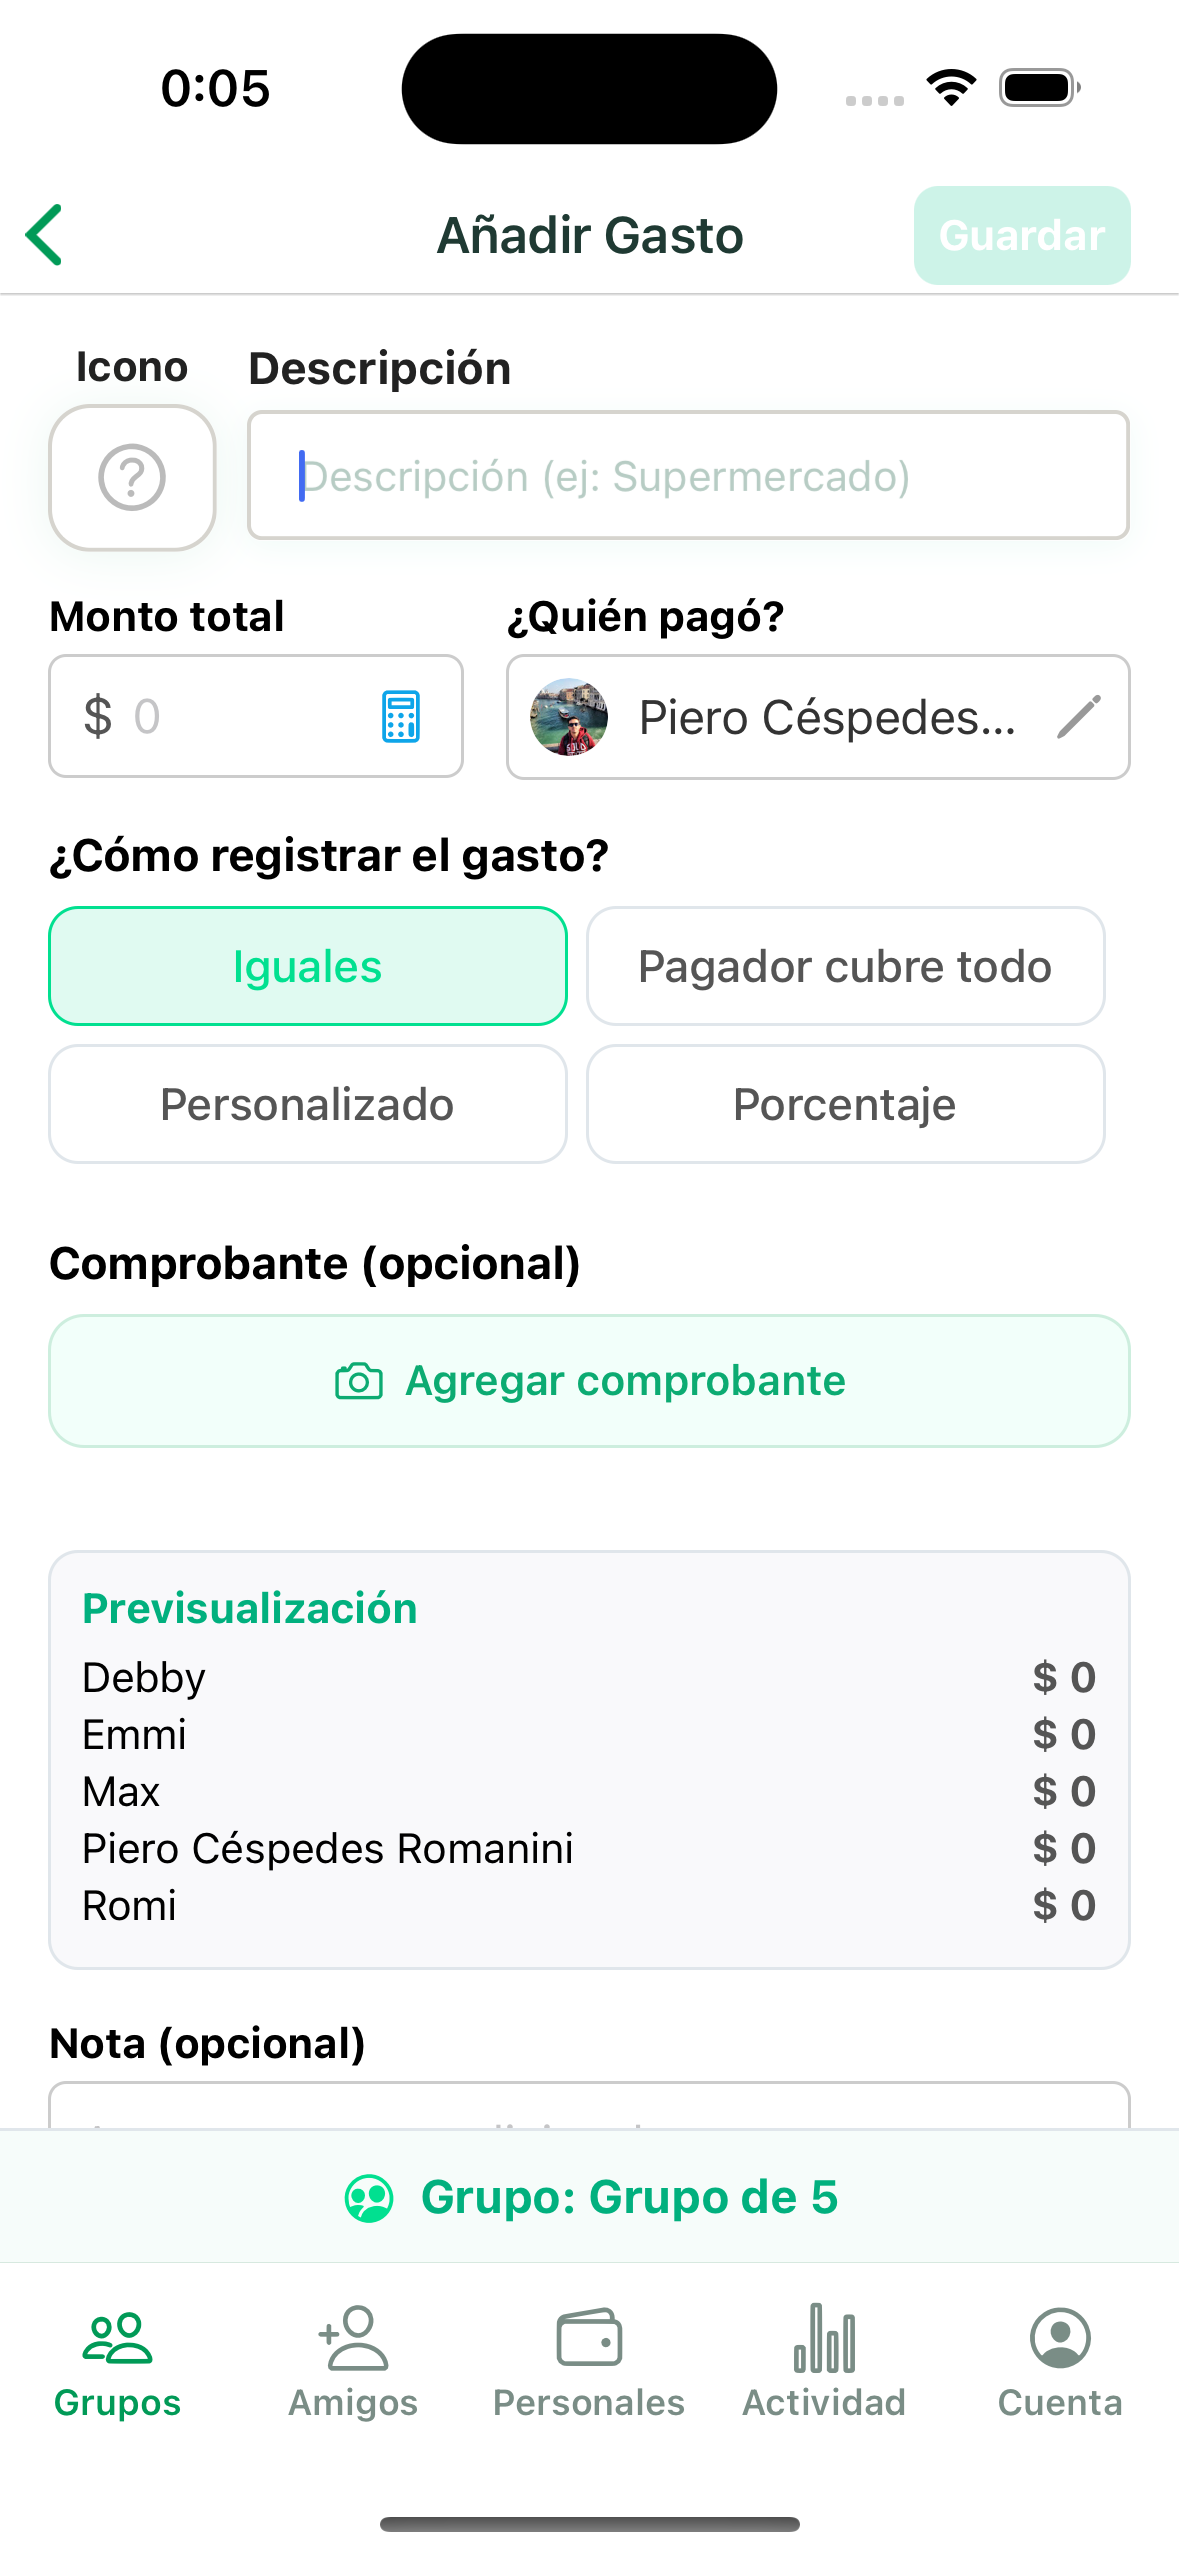 0:05
Añadir Gasto
Guardar
Icono
Descripción
Descripción (ej: Supermercado)
Monto total
¿Quién pagó?
$ 0
Piero Céspedes...
¿Cómo registrar el gasto?
Iguales
Pagador cubre todo
Personalizado
Porcentaje
Comprobante (opcional)
Agregar comprobante
Previsualización
Debby $ 0
Emmi $ 0
Max $ 0
Piero Céspedes Romanini $ 0
Romi $ 0
Nota (opcional)
Grupo: Grupo de 5
Grupos
Amigos
Personales
Actividad
Cuenta